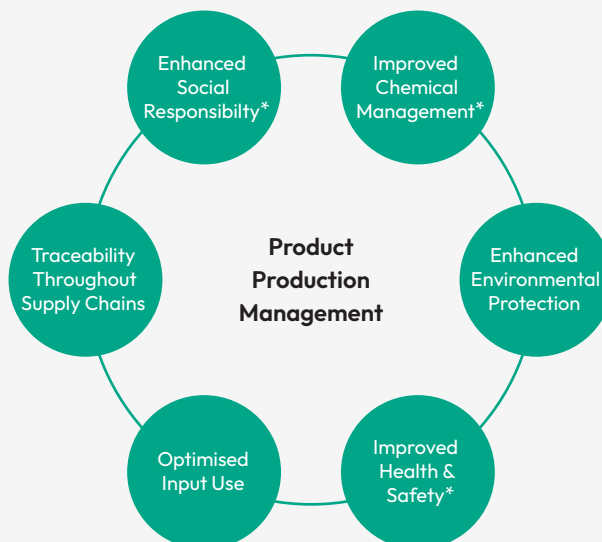 Enhanced
Social
Responsibilty*
Improved
Chemical
Management*
Traceability
Throughout
Supply Chains
Product
Production
Management
Enhanced
Environmental
Protection
Optimised
Input Use
Improved
Health &
Safety*